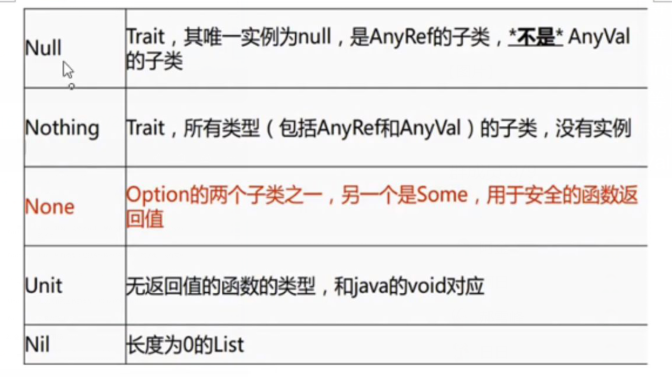 Null
Trait，其唯一实例为null，是AnyRef的子类，*不是* AnyVal
的子类
Nothing
Trait，所有类型（包括AnyRef和AnyVal）的子类，没有实例
None
Option的两个子类之一，另一个是Some，用于安全的函数返
回值
Unit
无返回值的函数的类型，和java的void对应
Nil
长度为0的List